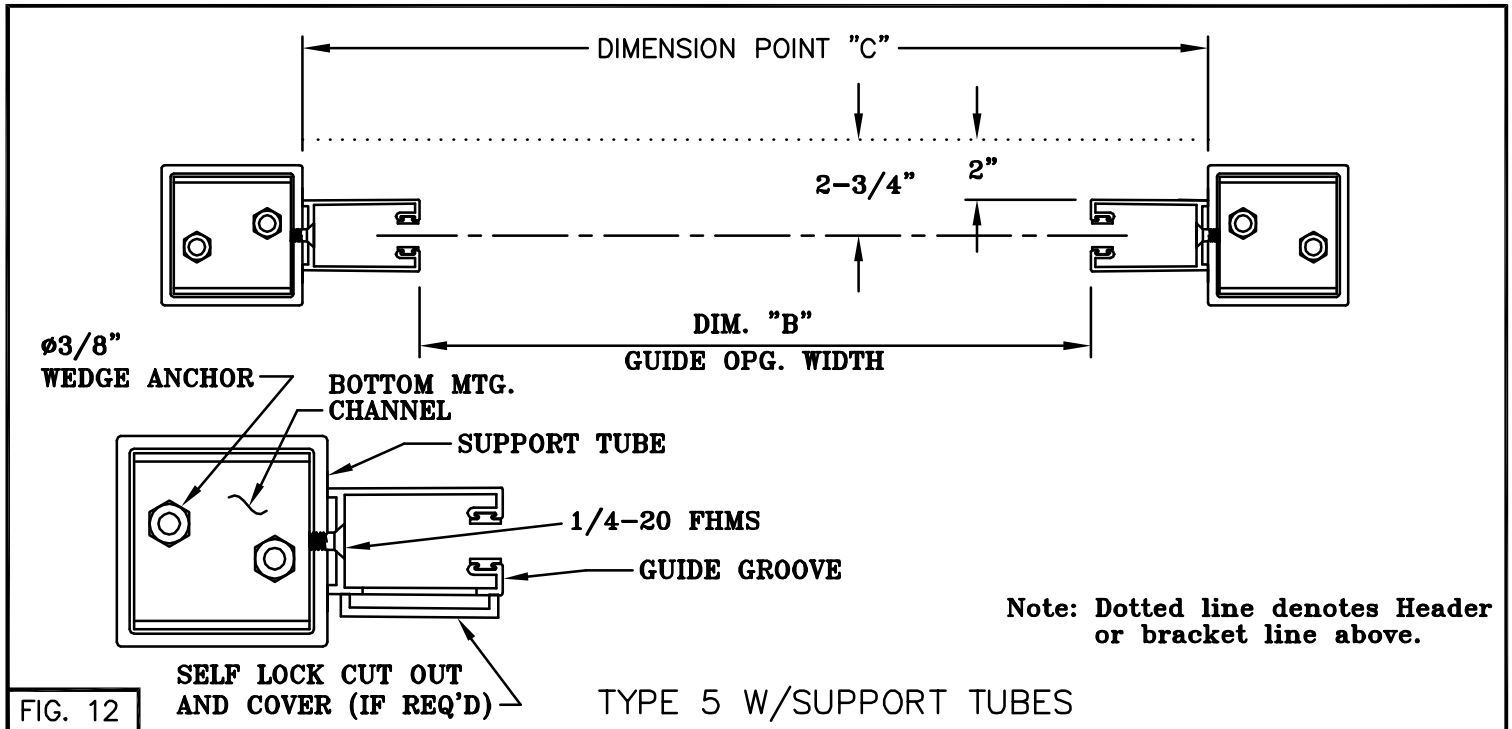 DIMENSION POINT "C"
2-3/4"
2"
DIM. "B"
GUIDE OPG. WIDTH
ø3/8"
WEDGE ANCHOR
BOTTOM MTG.
CHANNEL
SUPPORT TUBE
1/4-20 FHMS
GUIDE GROOVE
Note: Dotted line denotes Header
or bracket line above.
SELF LOCK CUT OUT
AND COVER (IF REQ'D)
FIG. 12
TYPE 5 W/SUPPORT TUBES